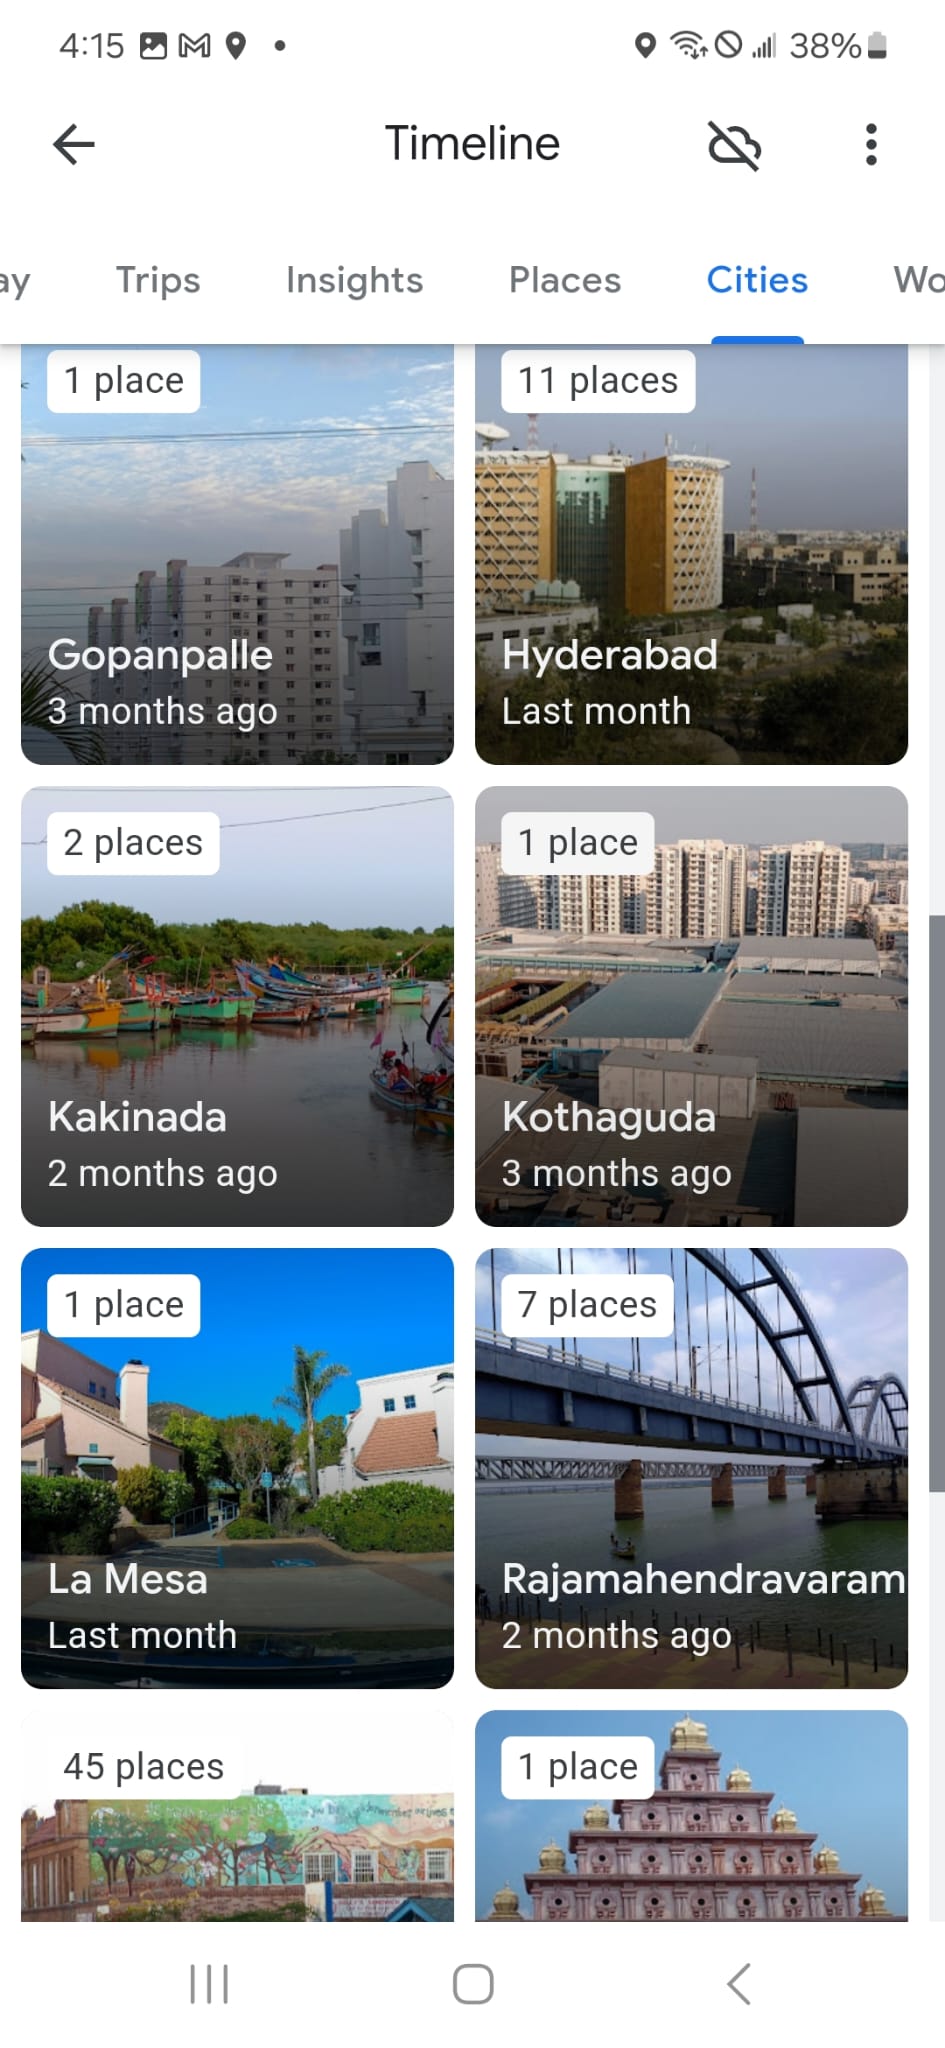 4:15
38%
Timeline
ay Trips Insights Places Cities Wo
1 place
11 places
Gopanpalle
3 months ago
Hyderabad
Last month
2 places
1 place
Kakinada
2 months ago
Kothaguda
3 months ago
1 place
7 places
La Mesa
Last month
Rajamahendravaram
2 months ago
45 places
1 place